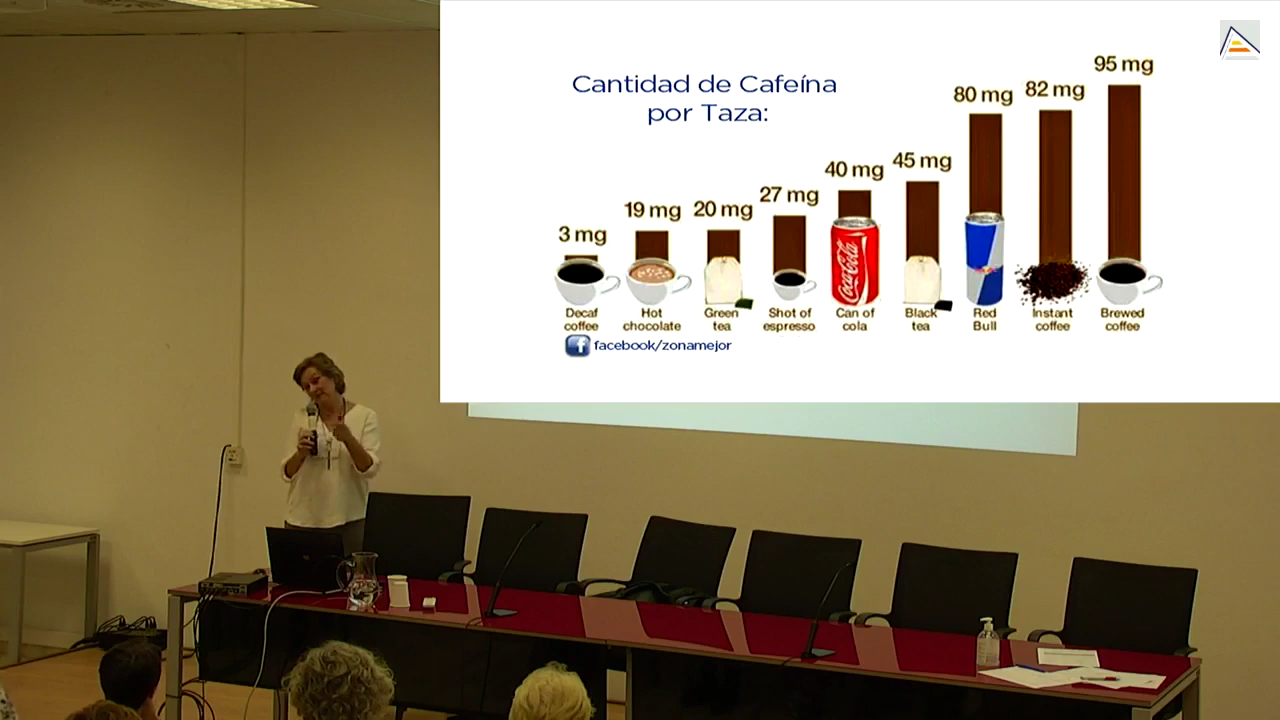 Cantidad de Cafeína
por Taza:
3 mg
19 mg
20 mg
27 mg
40 mg
45 mg
80 mg
82 mg
95 mg
Coca-Cola
Decaf
coffee
Hot
chocolate
Green
tea
Shot of
espresso
Can of
cola
Black
tea
Red
Bull
Instant
coffee
Brewed
coffee
f facebook/zonamejor